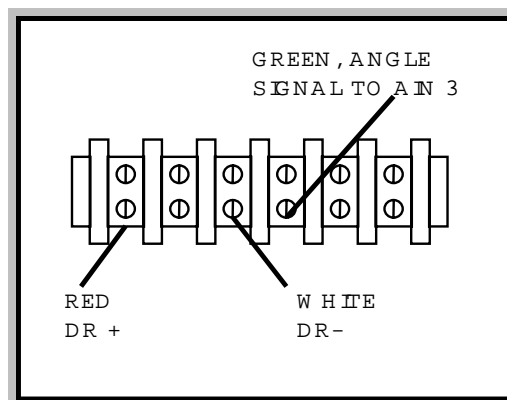 GREEN, ANGLE
SIGNAL TO AIN 3
RED
DR +
WHITE
DR-